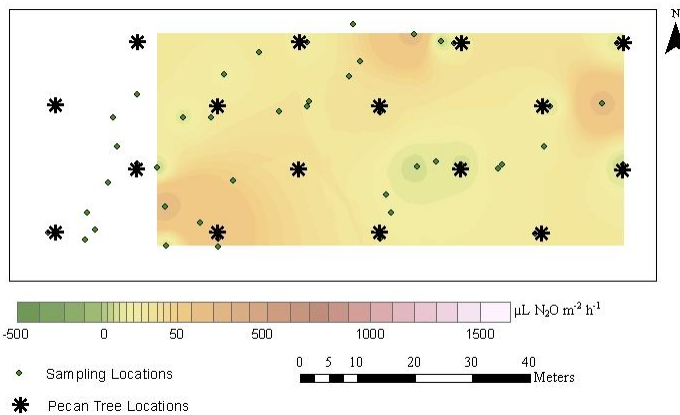 N
μL N₂O m⁻² h⁻¹
-500 0 50 500 1000 1500
Sampling Locations
0 5 10 20 30 40
Meters
Pecan Tree Locations